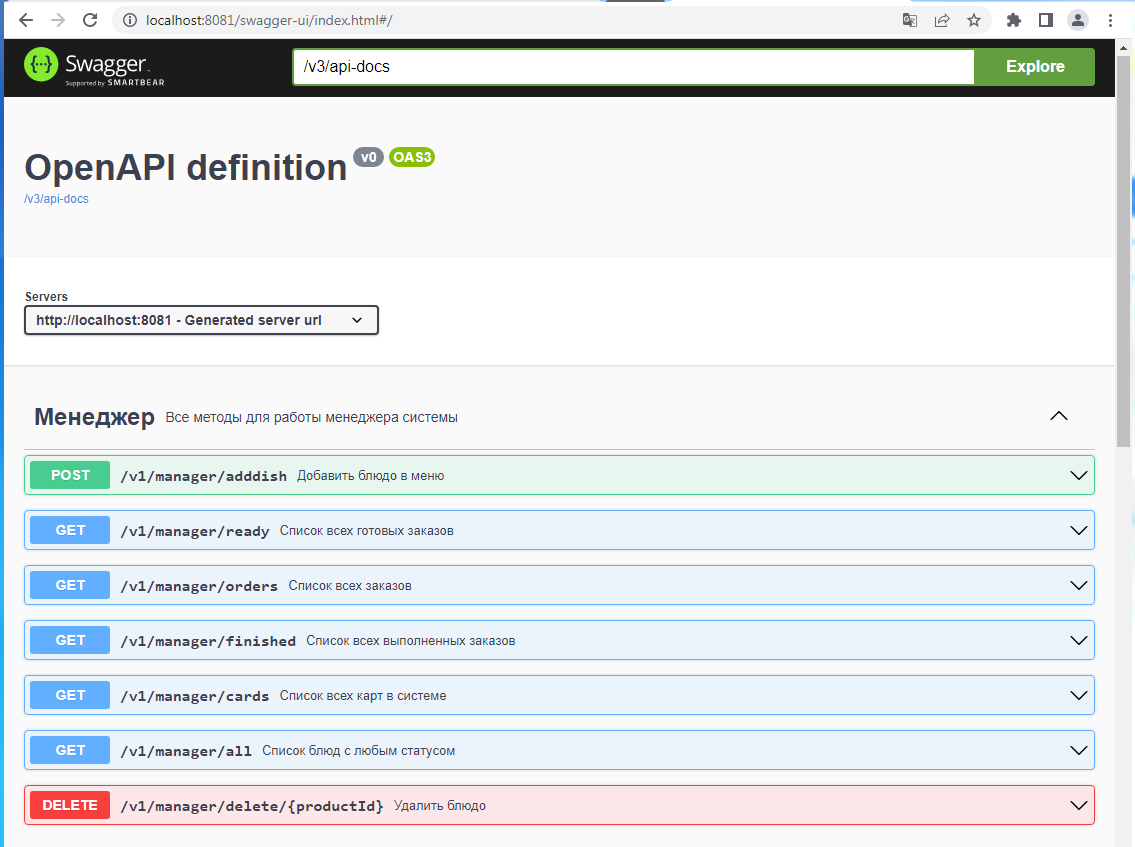 localhost:8081/swagger-ui/index.html#/
Swagger.
Supported by SMARTBEAR
/v3/api-docs
Explore
OpenAPI definition v0 OAS3
/v3/api-docs
Servers
http://localhost:8081 - Generated server url
Менеджер Все методы для работы менеджера системы
POST /v1/manager/adddish Добавить блюдо в меню
GET /v1/manager/ready Список всех готовых заказов
GET /v1/manager/orders Список всех заказов
GET /v1/manager/finished Список всех выполненных заказов
GET /v1/manager/cards Список всех карт в системе
GET /v1/manager/all Список блюд с любым статусом
DELETE /v1/manager/delete/{productId} Удалить блюдо